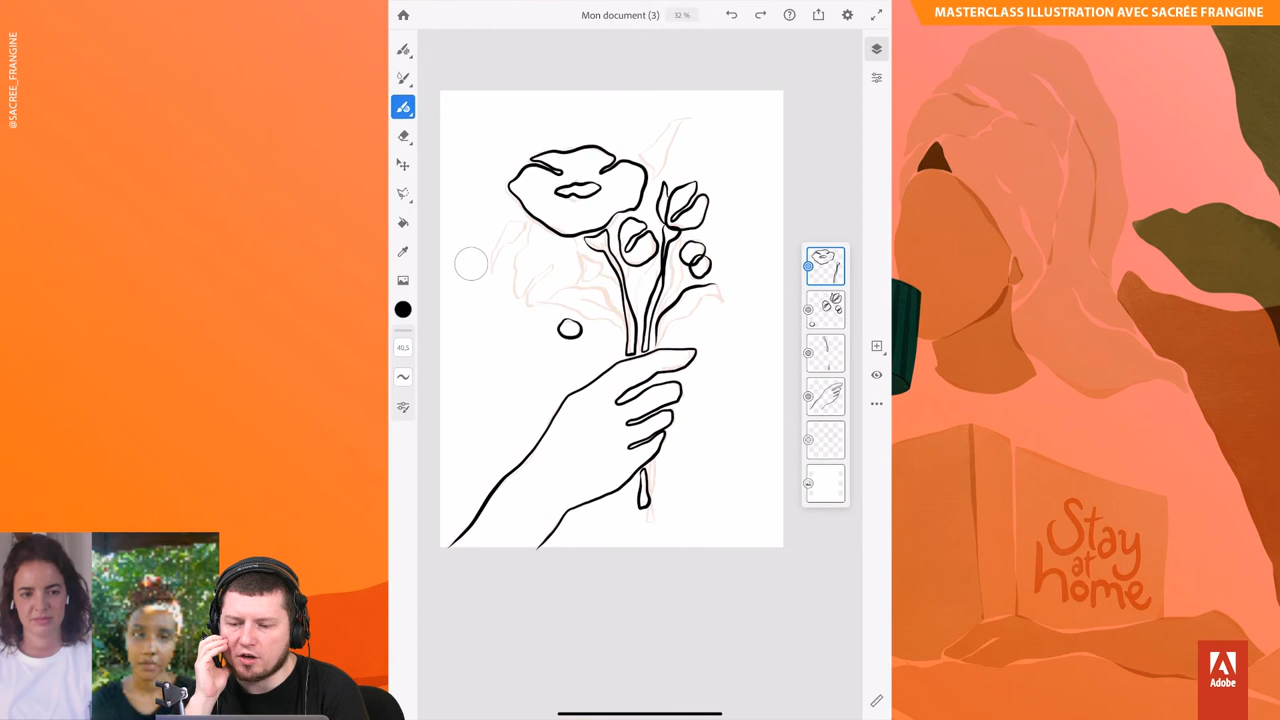 @SACREE_FRANGINE
Mon document (3)
32 %
MASTERCLASS ILLUSTRATION AVEC SACRÉE FRANGINE
40,5
Stay
at
home
Adobe